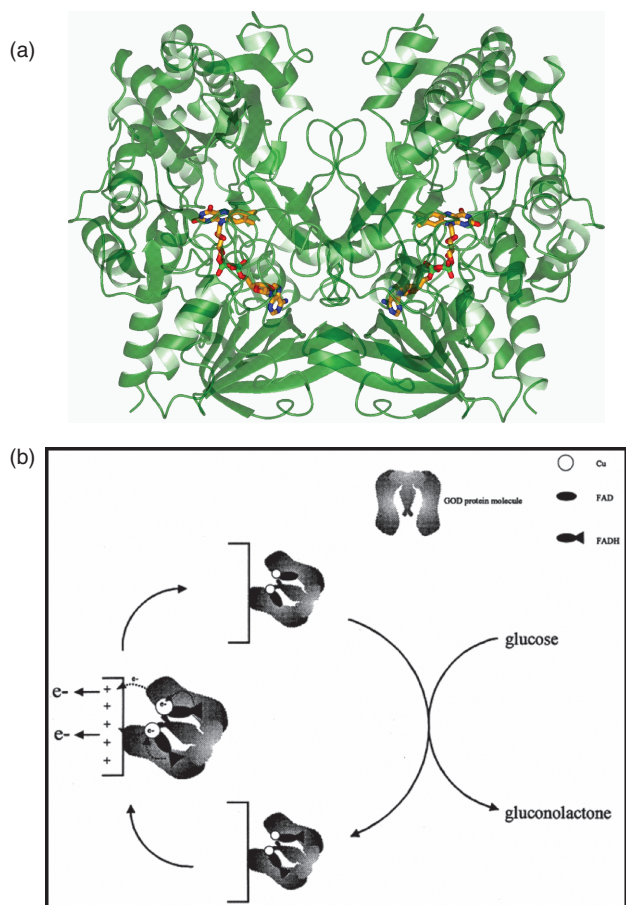 (a)
(b)
Cu
GOD protein molecule
FAD
FADH
glucose
e-
e-
+
e-
+
e-
+
e-
+
+
gluconolactone